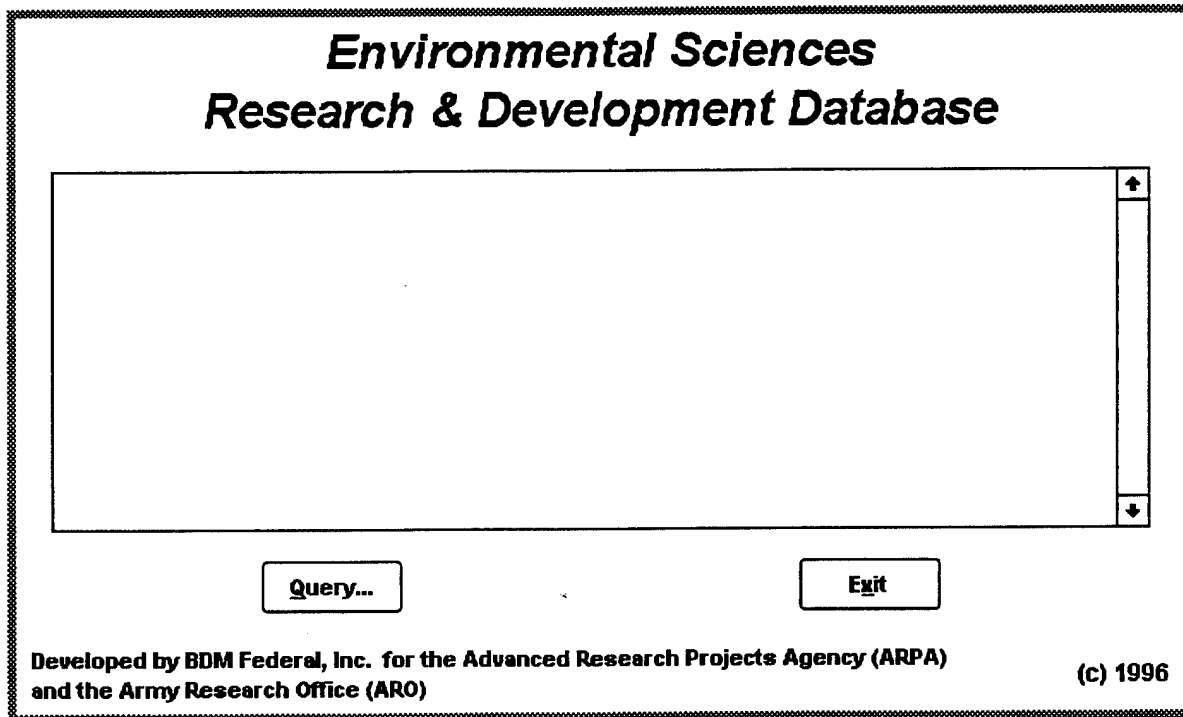 Environmental Sciences
Research & Development Database
Query...
Exit
Developed by BDM Federal, Inc. for the Advanced Research Projects Agency (ARPA)
and the Army Research Office (ARO)
(c) 1996